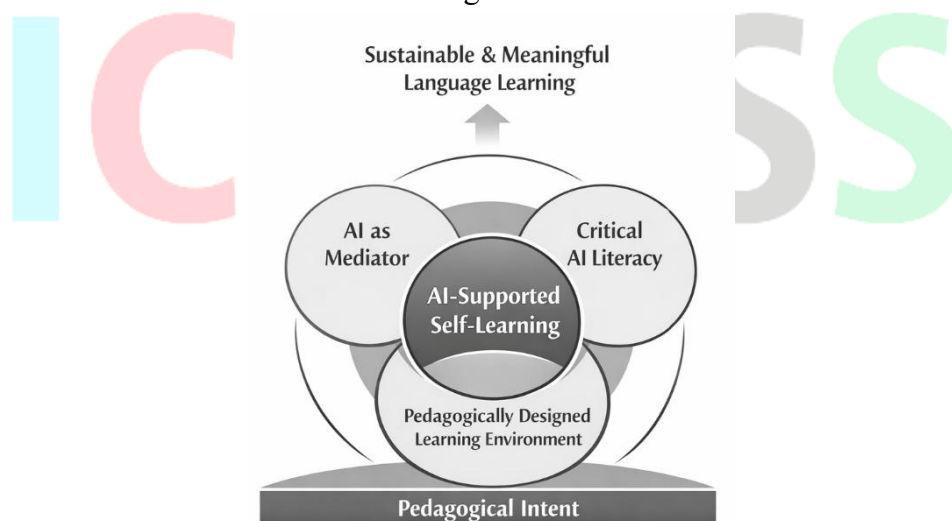 Sustainable & Meaningful
Language Learning
AI as
Mediator
Critical
AI Literacy
AI-Supported
Self-Learning
Pedagogically Designed
Learning Environment
Pedagogical Intent